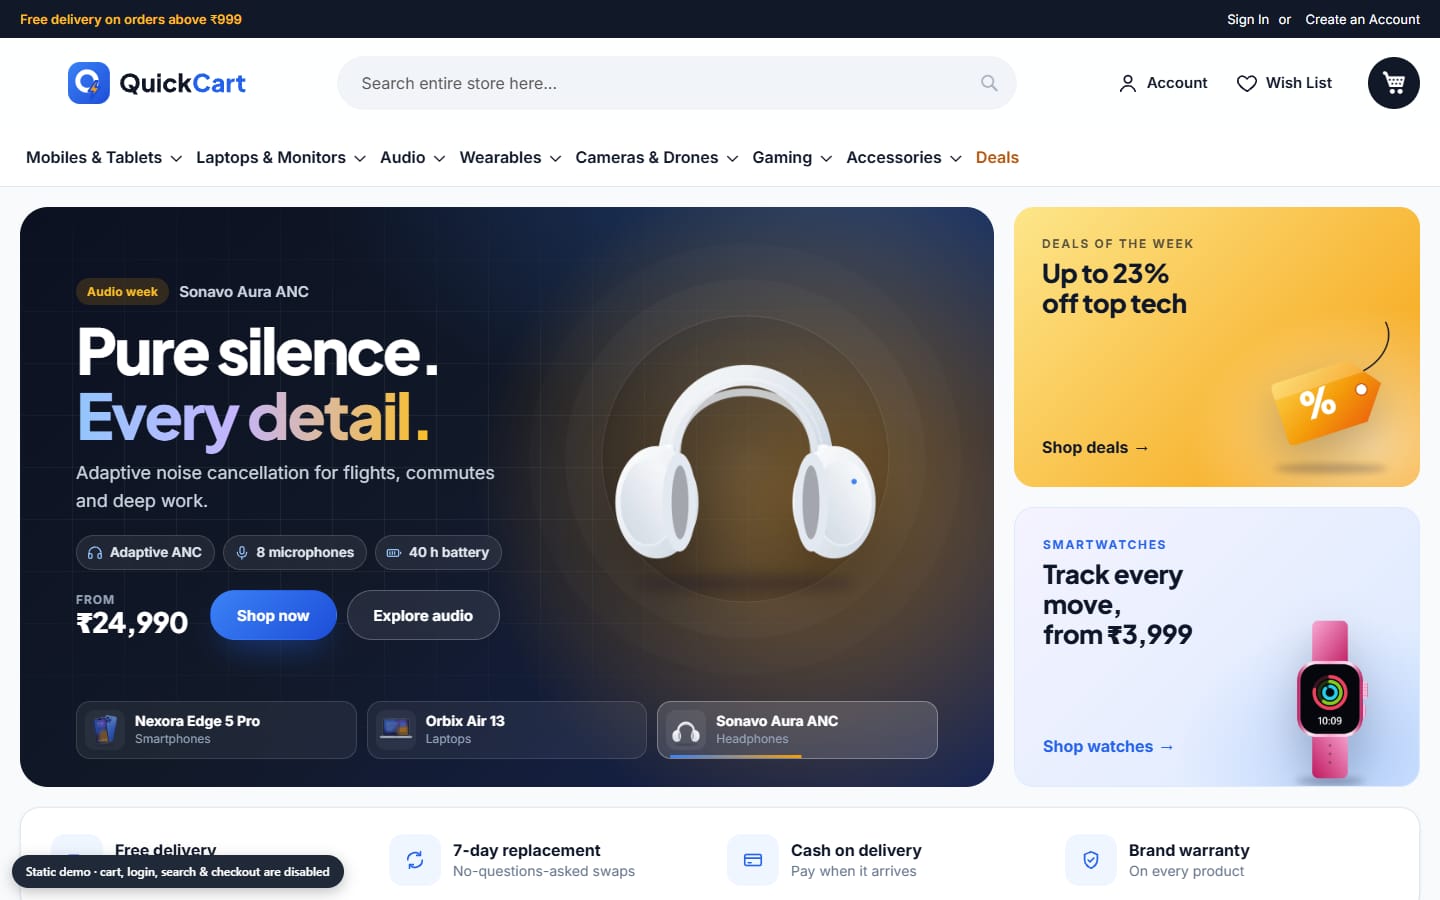 Free delivery on orders above ₹999
Sign In or Create an Account
QuickCart
Search entire store here...
Account
Wish List
Mobiles & Tablets
Laptops & Monitors
Audio
Wearables
Cameras & Drones
Gaming
Accessories
Deals
Audio week
Sonavo Aura ANC
Pure silence.
Every detail.
Adaptive noise cancellation for flights, commutes
and deep work.
Adaptive ANC
8 microphones
40 h battery
FROM
₹24,990
Shop now
Explore audio
Nexora Edge 5 Pro
Smartphones
Orbix Air 13
Laptops
Sonavo Aura ANC
Headphones
DEALS OF THE WEEK
Up to 23%
off top tech
%
Shop deals →
SMARTWATCHES
Track every
move,
from ₹3,999
10:09
Shop watches →
Free delivery
7-day replacement
No-questions-asked swaps
Cash on delivery
Pay when it arrives
Brand warranty
On every product
Static demo · cart, login, search & checkout are disabled